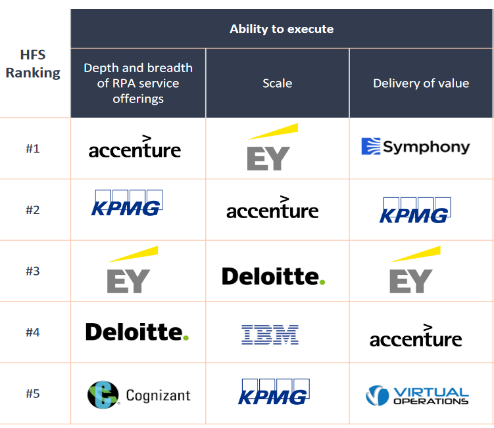 HFS
Ranking
Ability to execute
Depth and breadth
of RPA service
offerings
Scale
Delivery of value
#1
accenture
EY
Symphony
#2
KPMG
accenture
KPMG
#3
EY
Deloitte.
EY
#4
Deloitte.
IBM
accenture
#5
Cognizant
KPMG
VIRTUAL
OPERATIONS